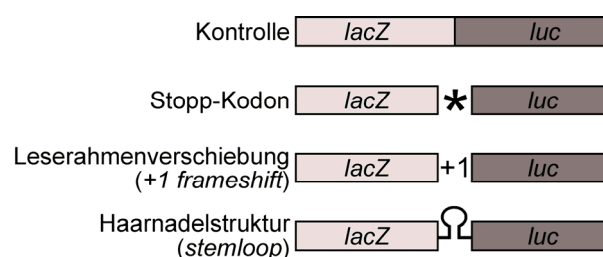 Kontrolle lacZ luc
Stopp-Kodon lacZ * luc
Leserahmenverschiebung
(+1 frameshift) lacZ +1 luc
Haarnadelstruktur
(stemloop) lacZ luc